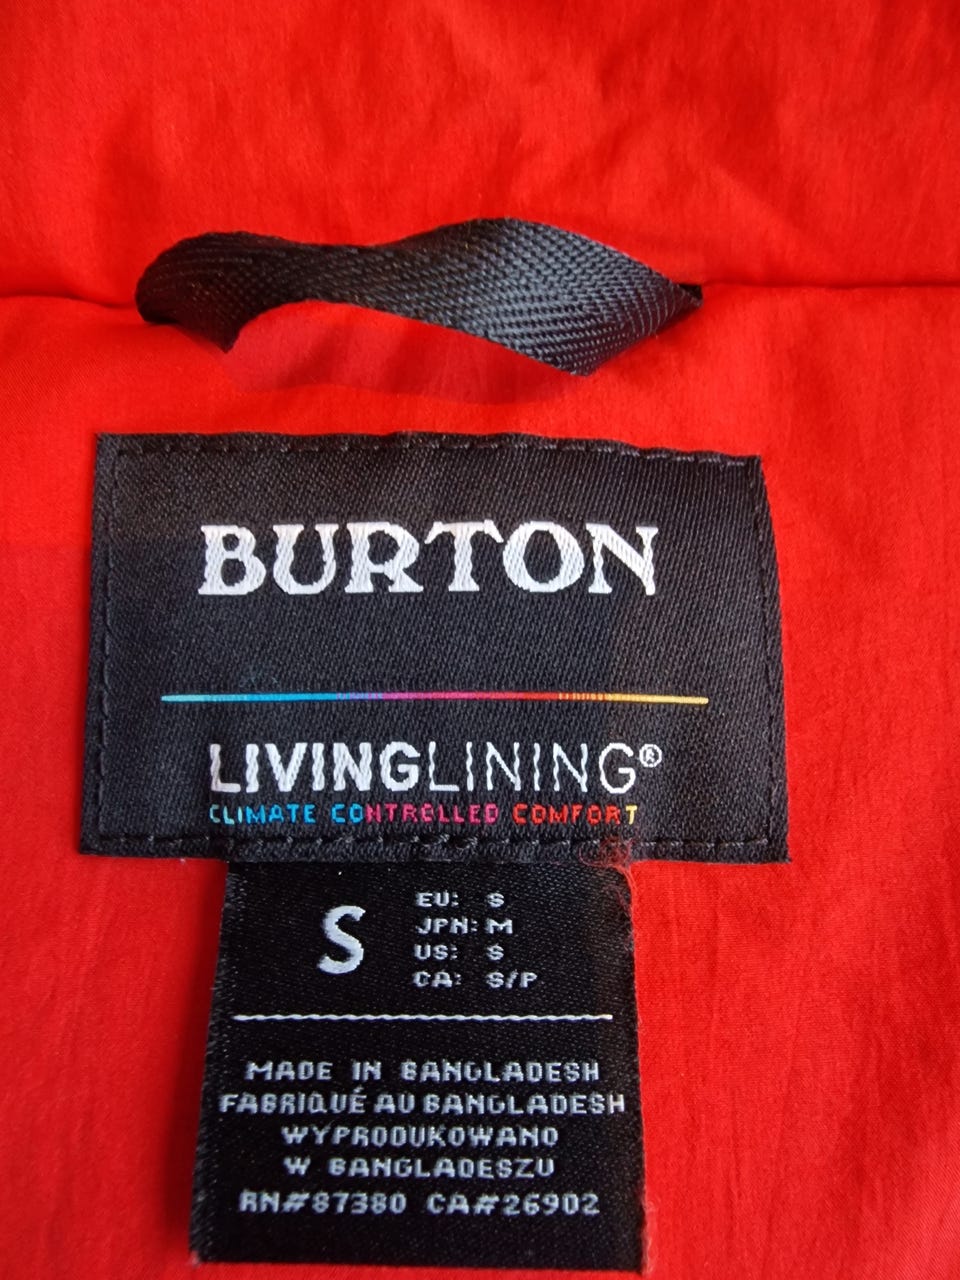 BURTON
LIVINGLINING®
CLIMATE CONTROLLED COMFORT
S
EU: S
JPN: M
US: S
CA: S/P
MADE IN BANGLADESH
FABRIQUÉ AU BANGLADESH
WYPRODUKOWANO
W BANGLADESZU
RN#87380 CA#26902